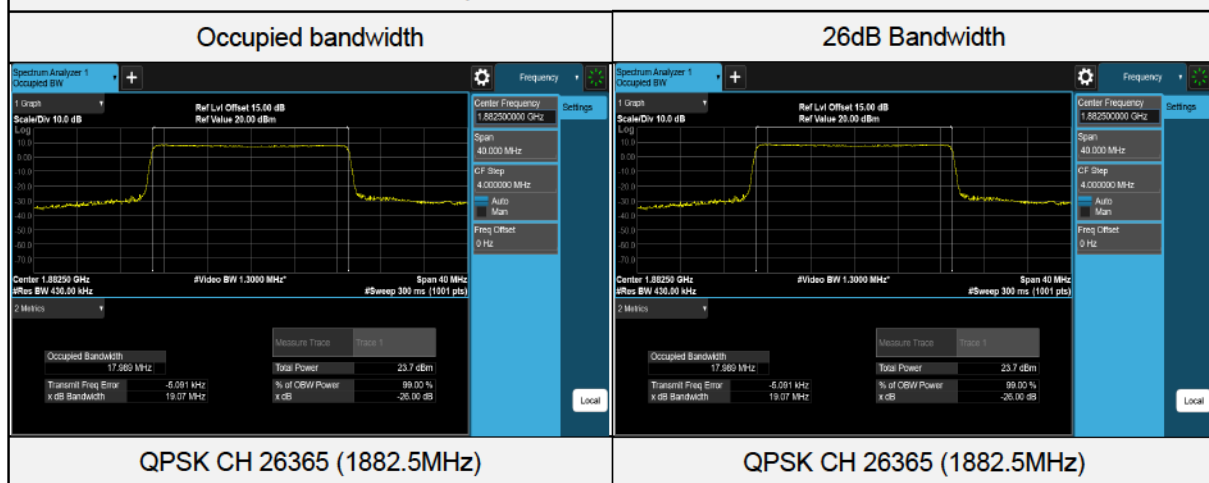 Occupied bandwidth
26dB Bandwidth
Spectrum Analyzer 1
Occupied BW
+
Frequency
1 Graph
Scale/Div 10.0 dB
Log
Ref Lvl Offset 15.00 dB
Ref Value 20.00 dBm
10.0
0.00
-10.0
-20.0
-30.0
-40.0
-50.0
-60.0
-70.0
Center 1.88250 GHz
#Res BW 430.00 kHz
#Video BW 1.3000 MHz*
Span 40 MHz
#Sweep 300 ms (1001 pts)
Center Frequency
1.882500000 GHz
Settings
Span
40.000 MHz
CF Step
4.000000 MHz
Auto
Man
Freq Offset
0 Hz
2 Metrics
Measure Trace Trace 1
Occupied Bandwidth
17.989 MHz
Total Power 23.7 dBm
Transmit Freq Error -5.091 kHz
% of OBW Power 99.00 %
x dB Bandwidth 19.07 MHz
x dB -26.00 dB
Local
Spectrum Analyzer 1
Occupied BW
+
Frequency
1 Graph
Scale/Div 10.0 dB
Log
Ref Lvl Offset 15.00 dB
Ref Value 20.00 dBm
10.0
0.00
-10.0
-20.0
-30.0
-40.0
-50.0
-60.0
-70.0
Center 1.88250 GHz
#Res BW 430.00 kHz
#Video BW 1.3000 MHz*
Span 40 MHz
#Sweep 300 ms (1001 pts)
Center Frequency
1.882500000 GHz
Settings
Span
40.000 MHz
CF Step
4.000000 MHz
Auto
Man
Freq Offset
0 Hz
2 Metrics
Measure Trace Trace 1
Occupied Bandwidth
17.989 MHz
Total Power 23.7 dBm
Transmit Freq Error -5.091 kHz
% of OBW Power 99.00 %
x dB Bandwidth 19.07 MHz
x dB -26.00 dB
Local
QPSK CH 26365 (1882.5MHz)
QPSK CH 26365 (1882.5MHz)